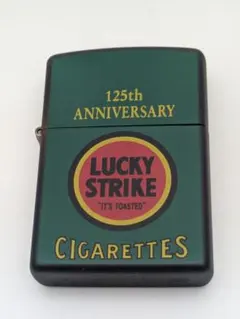 125th
ANNIVERSARY
LUCKY
STRIKE
"IT'S TOASTED"
CIGARETTES